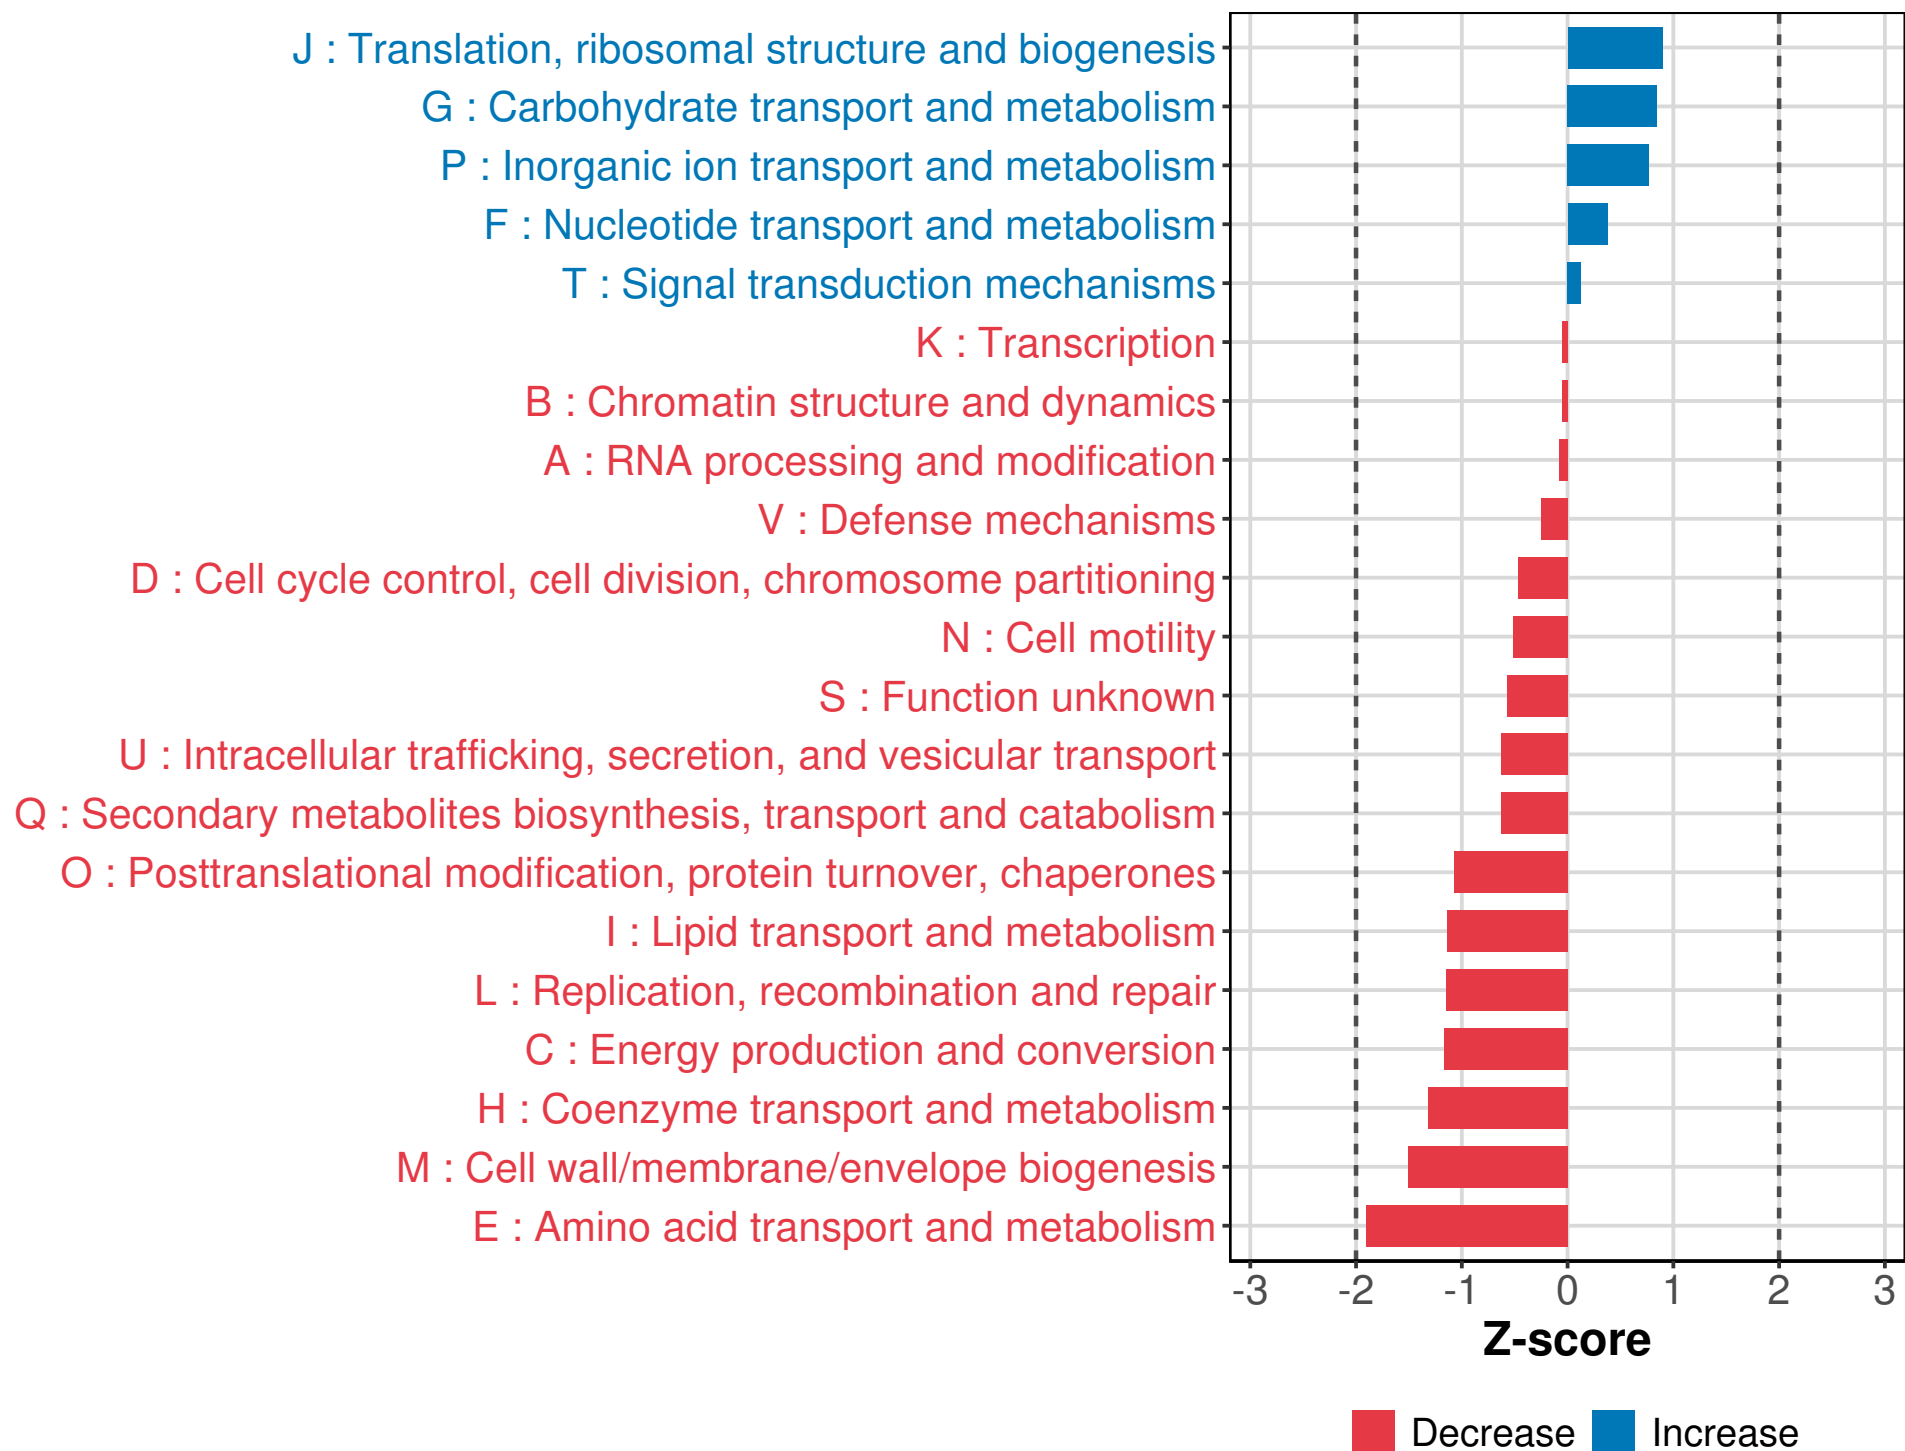 J : Translation, ribosomal structure and biogenesis
G : Carbohydrate transport and metabolism
P : Inorganic ion transport and metabolism
F : Nucleotide transport and metabolism
T : Signal transduction mechanisms
K : Transcription
B : Chromatin structure and dynamics
A : RNA processing and modification
V : Defense mechanisms
D : Cell cycle control, cell division, chromosome partitioning
N : Cell motility
S : Function unknown
U : Intracellular trafficking, secretion, and vesicular transport
Q : Secondary metabolites biosynthesis, transport and catabolism
O : Posttranslational modification, protein turnover, chaperones
I : Lipid transport and metabolism
L : Replication, recombination and repair
C : Energy production and conversion
H : Coenzyme transport and metabolism
M : Cell wall/membrane/envelope biogenesis
E : Amino acid transport and metabolism
-3 -2 -1 0 1 2 3
Z-score
Decrease Increase